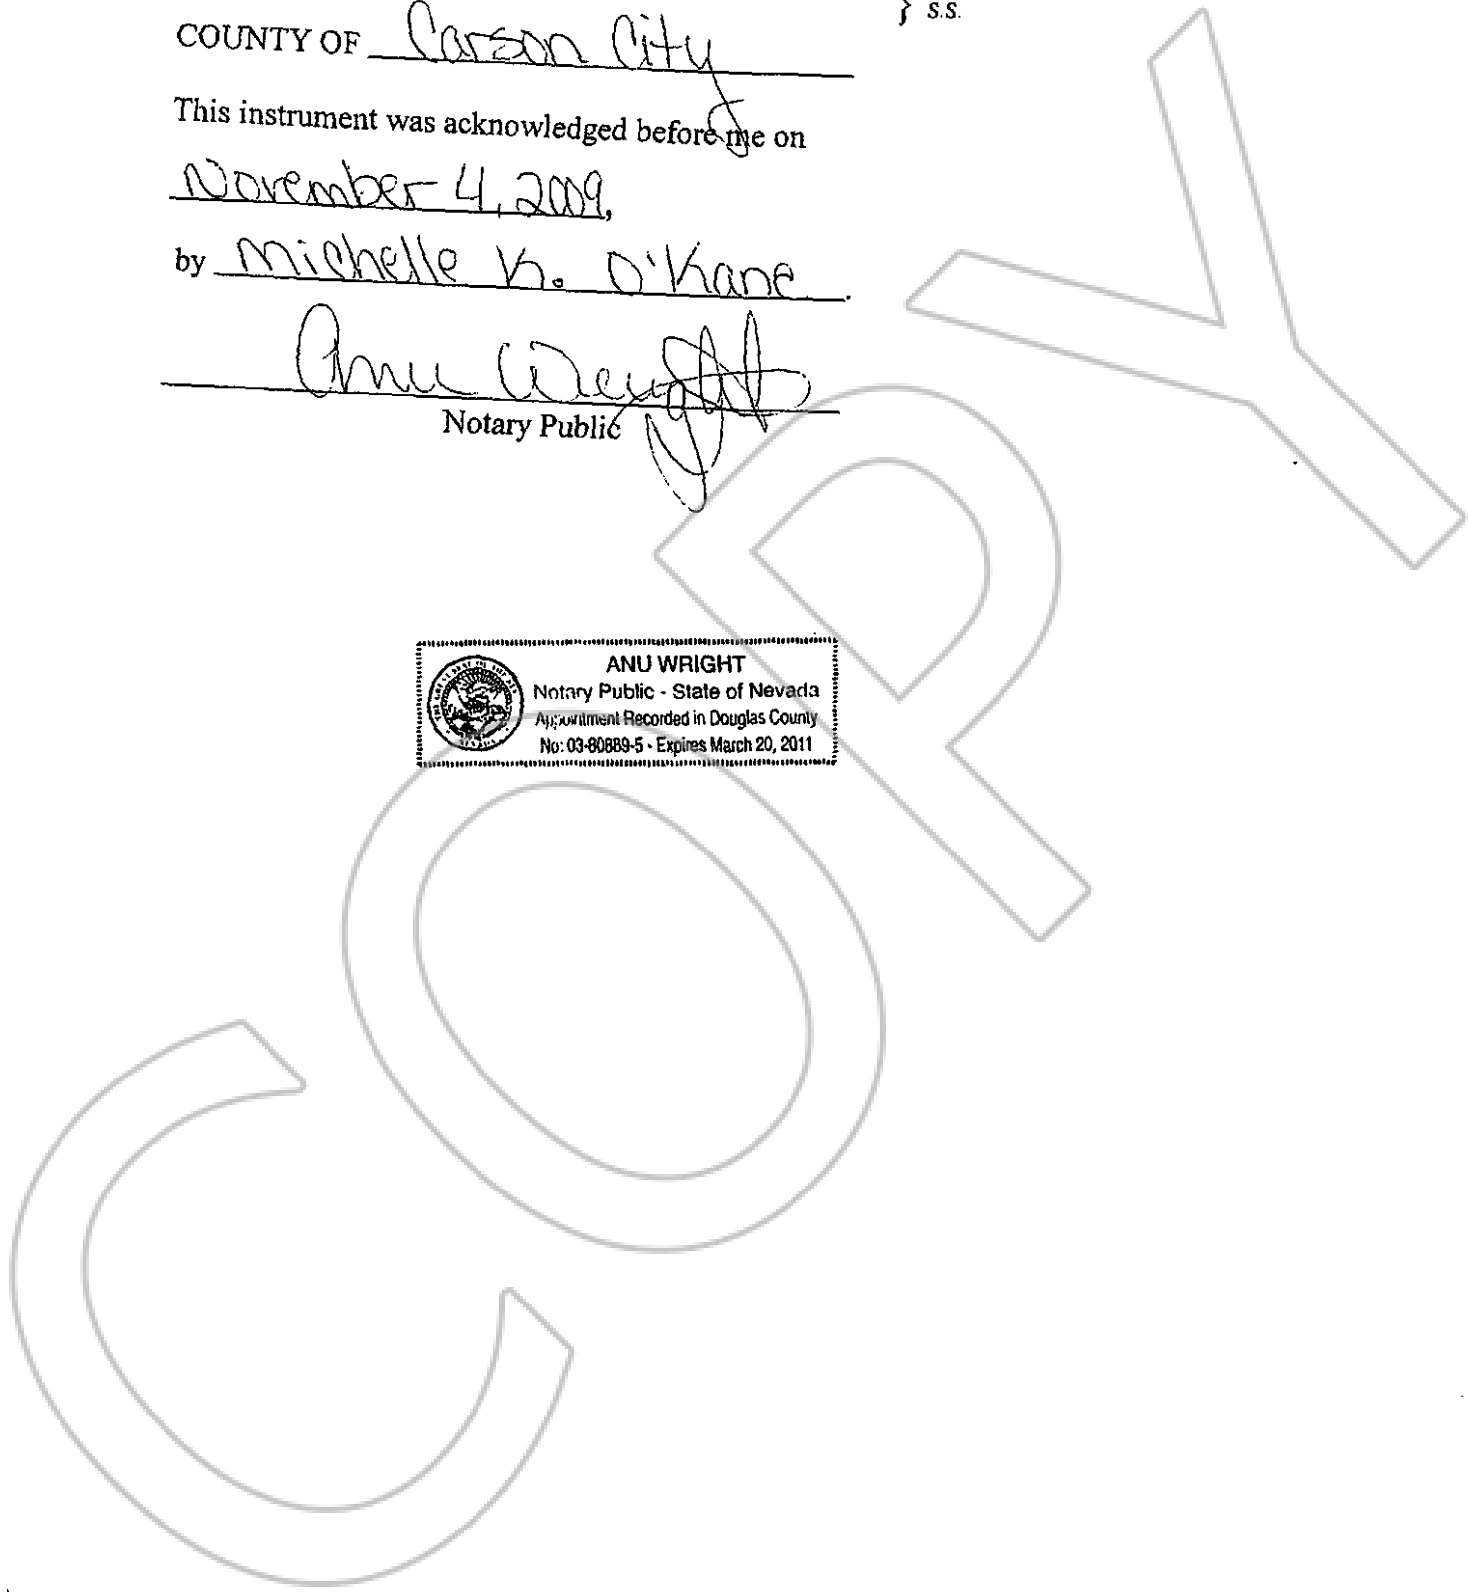 } s.s.
COUNTY OF Carson City
This instrument was acknowledged before me on
November 4, 2009,
by Michelle K. O'Kane.
Anu Wright
Notary Public
ANU WRIGHT
Notary Public - State of Nevada
Appointment Recorded in Douglas County
No: 03-80889-5 - Expires March 20, 2011
COPY